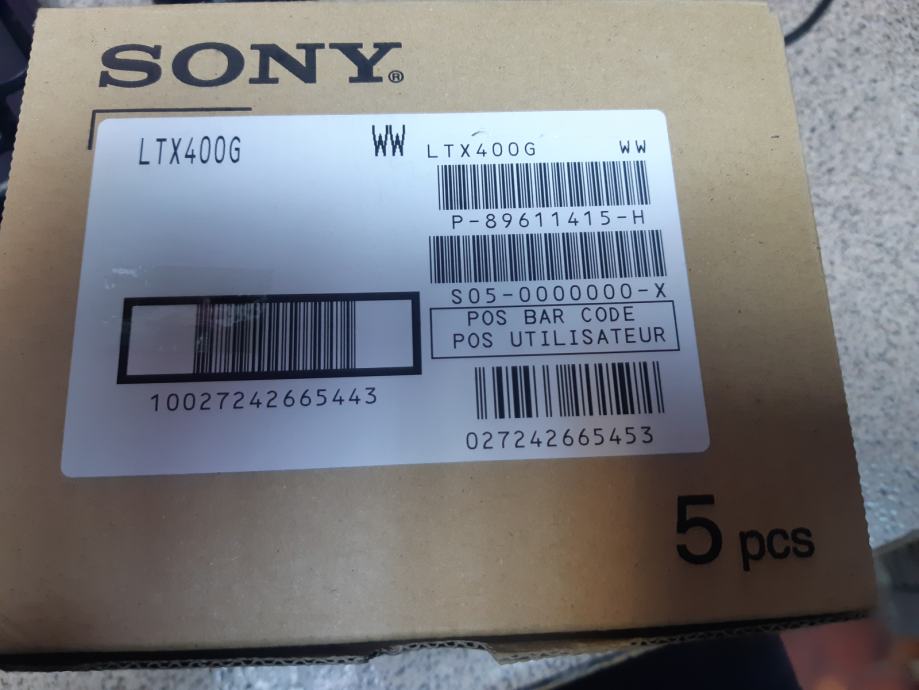 SONY®
LTX400G WW
LTX400G WW
P-89611415-H
S05-0000000-X
POS BAR CODE
POS UTILISATEUR
10027242665443
027242665453
5 pcs